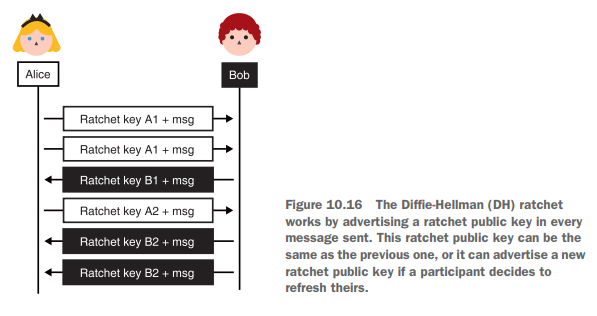 Alice
Bob
Ratchet key A1 + msg
Ratchet key A1 + msg
Ratchet key B1 + msg
Ratchet key A2 + msg
Ratchet key B2 + msg
Ratchet key B2 + msg
Figure 10.16 The Diffie-Hellman (DH) ratchet
works by advertising a ratchet public key in every
message sent. This ratchet public key can be the
same as the previous one, or it can advertise a new
ratchet public key if a participant decides to
refresh theirs.